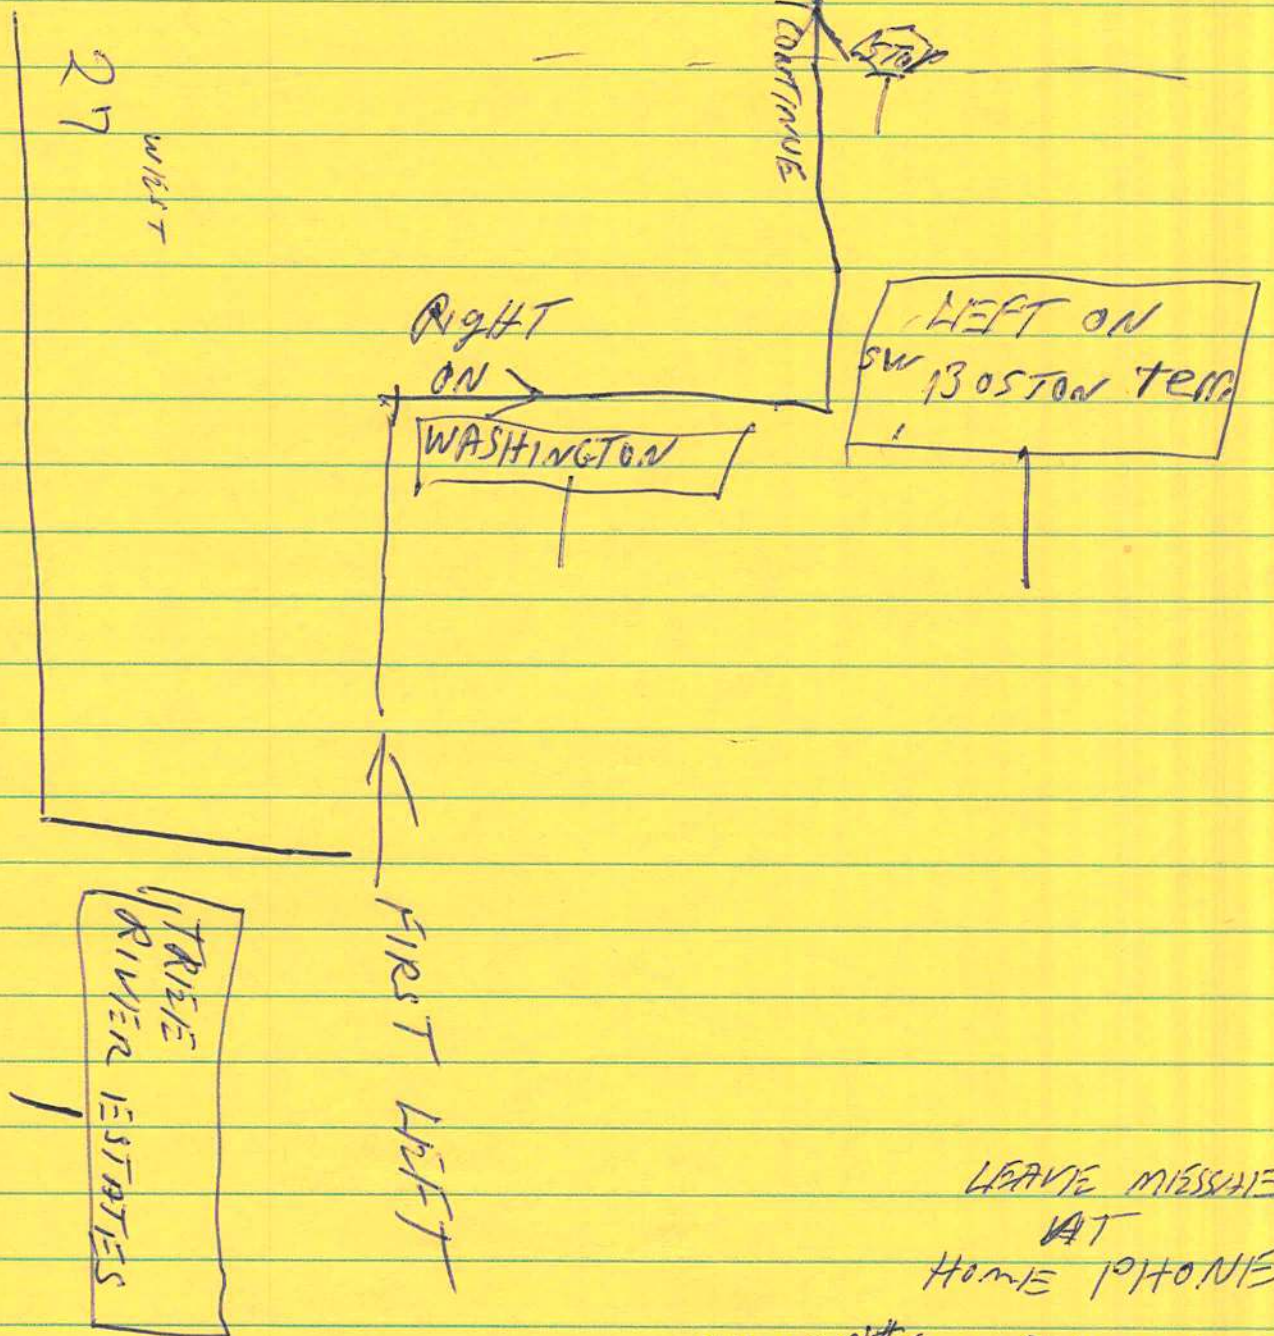 CONTINUE
STOP
27
WEST
RigHT
ON
WASHINGTON
LEFT ON
SW BOSTON terr.
FIRST LEFT
TREE
RIVER ESTATES
LEAVE MESSAGE
AT
HOME PHONE